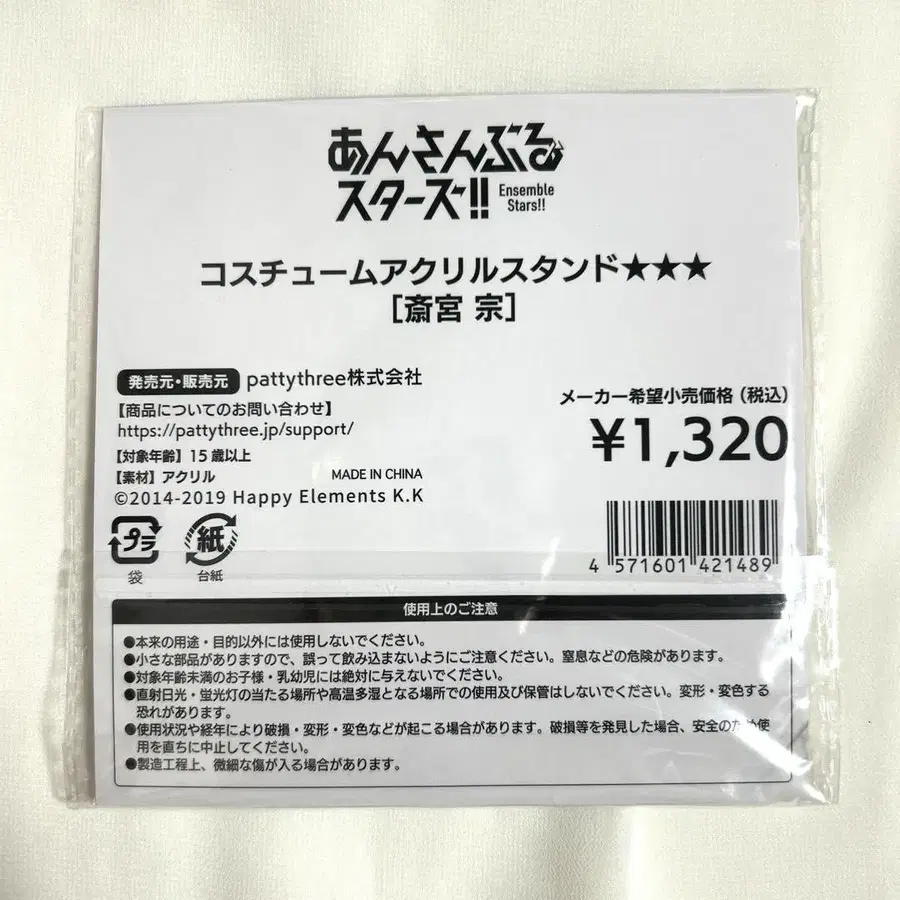 あんさんぶる
スターズ!!
Ensemble
Stars!!
コスチュームアクリルスタンド★★★
［斎宮 宗］
発売元・販売元 pattythree株式会社
【商品についてのお問い合わせ】
https://pattythree.jp/support/
【対象年齢】15歳以上
【素材】アクリル MADE IN CHINA
©2014-2019 Happy Elements K.K
メーカー希望小売価格（税込）
¥1,320
プラ
袋
紙
台紙
4 571601 421489
使用上のご注意
●本来の用途・目的以外には使用しないでください。
●小さな部品がありますので、誤って飲み込まないようにご注意ください。窒息などの危険があります。
●対象年齢未満のお子様・乳幼児には絶対に与えないでください。
●直射日光・蛍光灯の当たる場所や高温多湿となる場所での使用及び保管はしないでください。変形・変色する
恐れがあります。
●使用状況や経年により破損・変形・変色などが起こる場合があります。破損等を発見した場合、安全のため使
用を直ちに中止してください。
●製造工程上、微細な傷が入る場合があります。